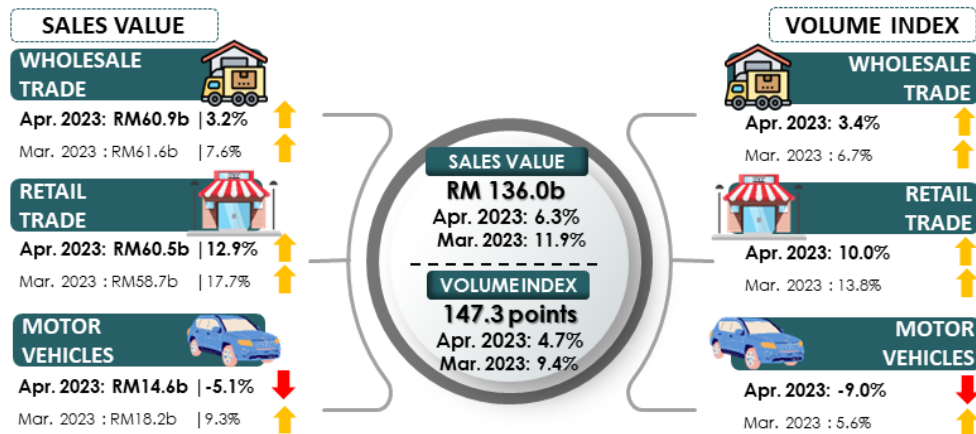 SALES VALUE
WHOLESALE
TRADE
Apr. 2023: RM60.9b |3.2%
Mar. 2023 : RM61.6b |7.6%
RETAIL
TRADE
Apr. 2023: RM60.5b |12.9%
Mar. 2023 : RM58.7b |17.7%
MOTOR
VEHICLES
Apr. 2023: RM14.6b |-5.1%
Mar. 2023 : RM18.2b |9.3%
SALES VALUE
RM 136.0b
Apr. 2023: 6.3%
Mar. 2023: 11.9%
VOLUME INDEX
147.3 points
Apr. 2023: 4.7%
Mar. 2023: 9.4%
VOLUME INDEX
WHOLESALE
TRADE
Apr. 2023: 3.4%
Mar. 2023 : 6.7%
RETAIL
TRADE
Apr. 2023: 10.0%
Mar. 2023 : 13.8%
MOTOR
VEHICLES
Apr. 2023: -9.0%
Mar. 2023 : 5.6%